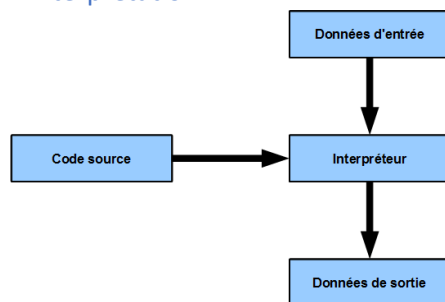 Données d'entrée
Code source
Interpréteur
Données de sortie